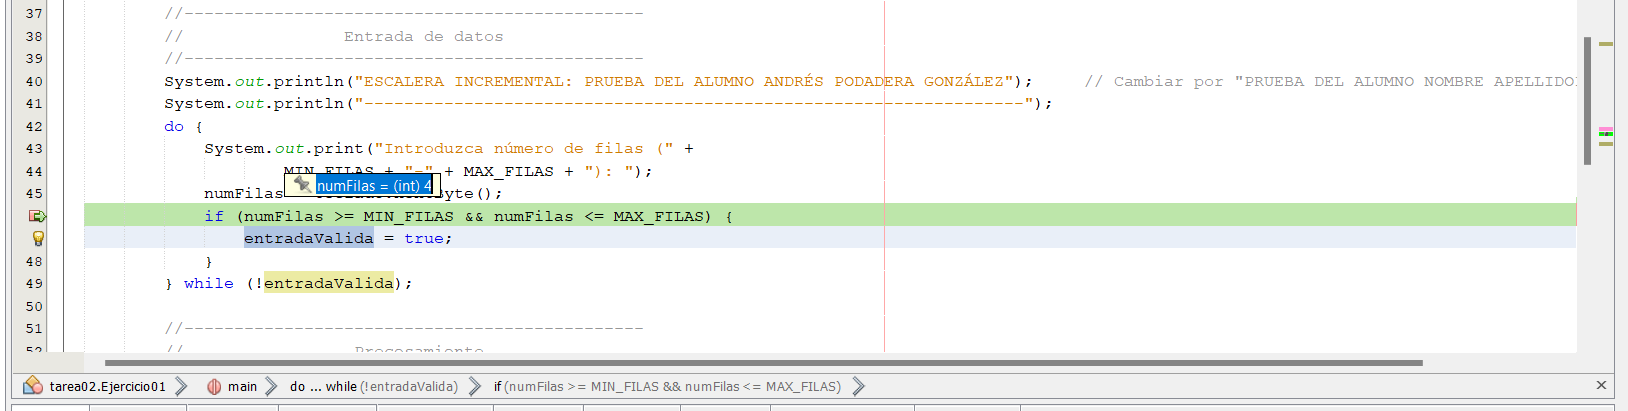 37 //----------------------------------------------
38 // Entrada de datos
39 //----------------------------------------------
40 System.out.println("ESCALERA INCREMENTAL: PRUEBA DEL ALUMNO ANDRÉS PODADERA GONZÁLEZ"); // Cambiar por "PRUEBA DEL ALUMNO NOMBRE APELLIDO
41 System.out.println("------------------------------------------------------------------");
42 do {
43 System.out.print("Introduzca número de filas (" +
44 MIN_FILAS + "-" + MAX_FILAS + "): ");
numFilas = (int) 4
45 numFilas yte();
if (numFilas >= MIN_FILAS && numFilas <= MAX_FILAS) {
entradaValida = true;
48 }
49 } while (!entradaValida);
50
51 //----------------------------------------------
52 // Procesamiento
tarea02.Ejercicio01 main do ... while (!entradaValida) if (numFilas >= MIN_FILAS && numFilas <= MAX_FILAS)